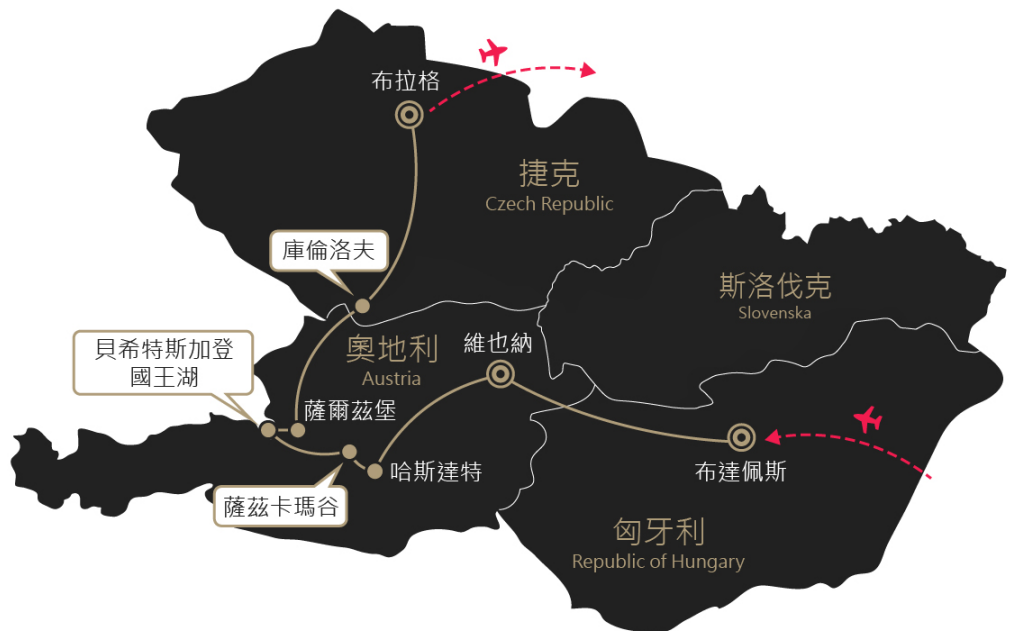 布拉格
捷克
Czech Republic
庫倫洛夫
斯洛伐克
Slovenska
奧地利
Austria
維也納
貝希特斯加登
國王湖
薩爾茲堡
哈斯達特
布達佩斯
薩茲卡瑪谷
匈牙利
Republic of Hungary